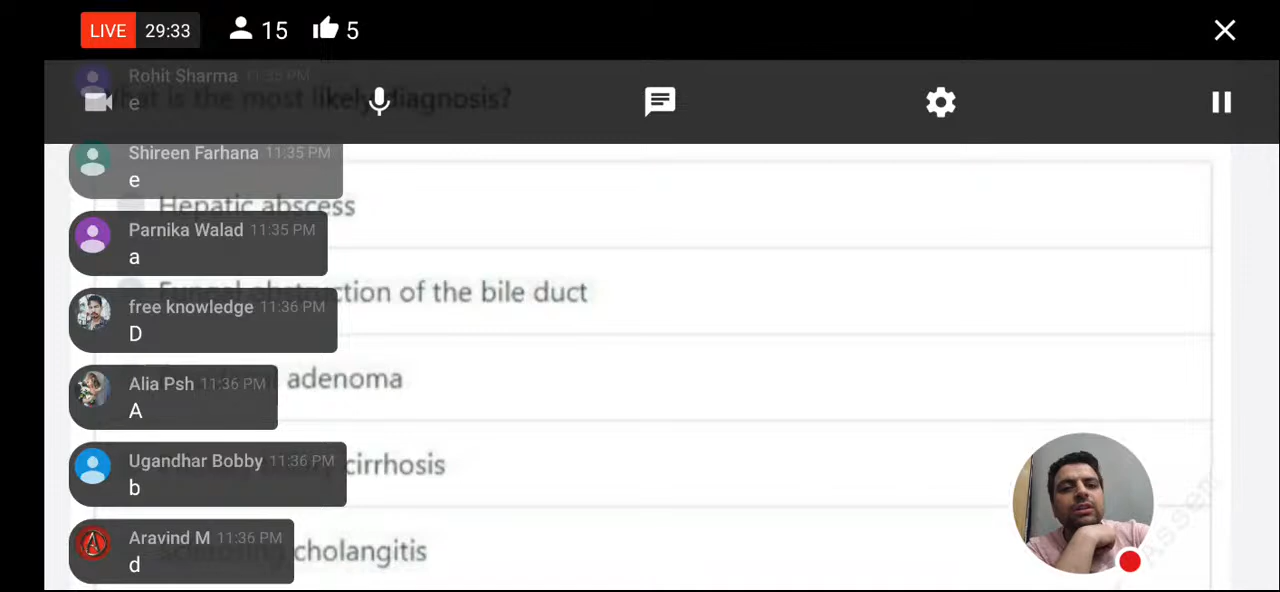 LIVE 29:33 15 5
Rohit Sharma 11:35 PM
e
What is the most likely diagnosis?
Shireen Farhana 11:35 PM
e
Hepatic abscess
Parnika Walad 11:35 PM
a
obstruction of the bile duct
free knowledge 11:36 PM
D
adenoma
Alia Psh 11:36 PM
A
Ugandhar Bobby 11:36 PM
b
cirrhosis
Aravind M 11:36 PM
d
Sclerosing cholangitis